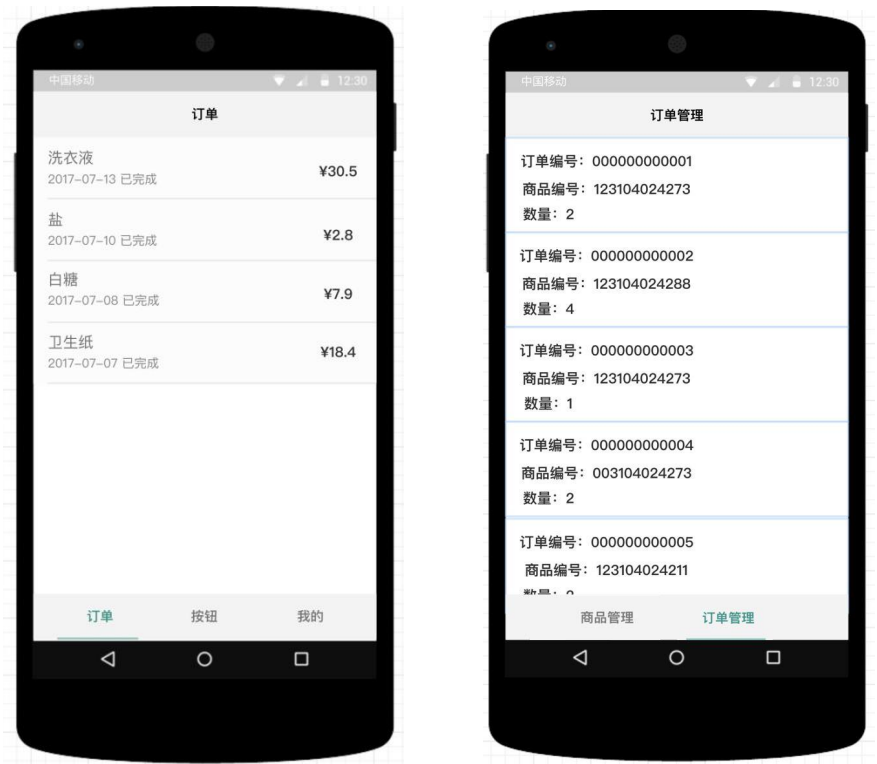 中国移动 12:30
订单
洗衣液
2017-07-13 已完成 ¥30.5
盐
2017-07-10 已完成 ¥2.8
白糖
2017-07-08 已完成 ¥7.9
卫生纸
2017-07-07 已完成 ¥18.4
订单 按钮 我的
中国移动 12:30
订单管理
订单编号：000000000001
商品编号：123104024273
数量：2
订单编号：000000000002
商品编号：123104024288
数量：4
订单编号：000000000003
商品编号：123104024273
数量：1
订单编号：000000000004
商品编号：003104024273
数量：2
订单编号：000000000005
商品编号：123104024211
商品管理 订单管理